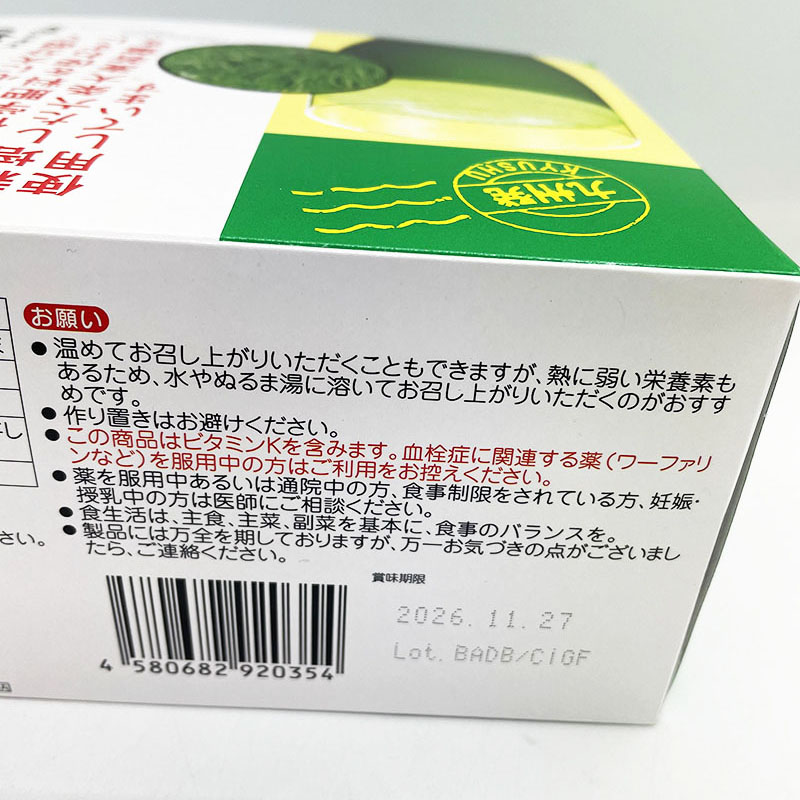 九州発
KYUSHU
お願い
●温めてお召し上がりいただくこともできますが、熱に弱い栄養素も
あるため、水やぬるま湯に溶いてお召し上がりいただくのがおすす
めです。
●作り置きはお避けください。
●この商品はビタミンKを含みます。血栓症に関連する薬(ワーファリ
ンなど)を服用中の方はご利用をお控えください。
●薬を服用中あるいは通院中の方、食事制限をされている方、妊娠・
授乳中の方は医師にご相談ください。
●食生活は、主食、主菜、副菜を基本に、食事のバランスを。
●製品には万全を期しておりますが、万一お気づきの点がございまし
たら、ご連絡ください。
さい。
賞味期限
2026.11.27
Lot. BADB/CiGF
4 580682 920354